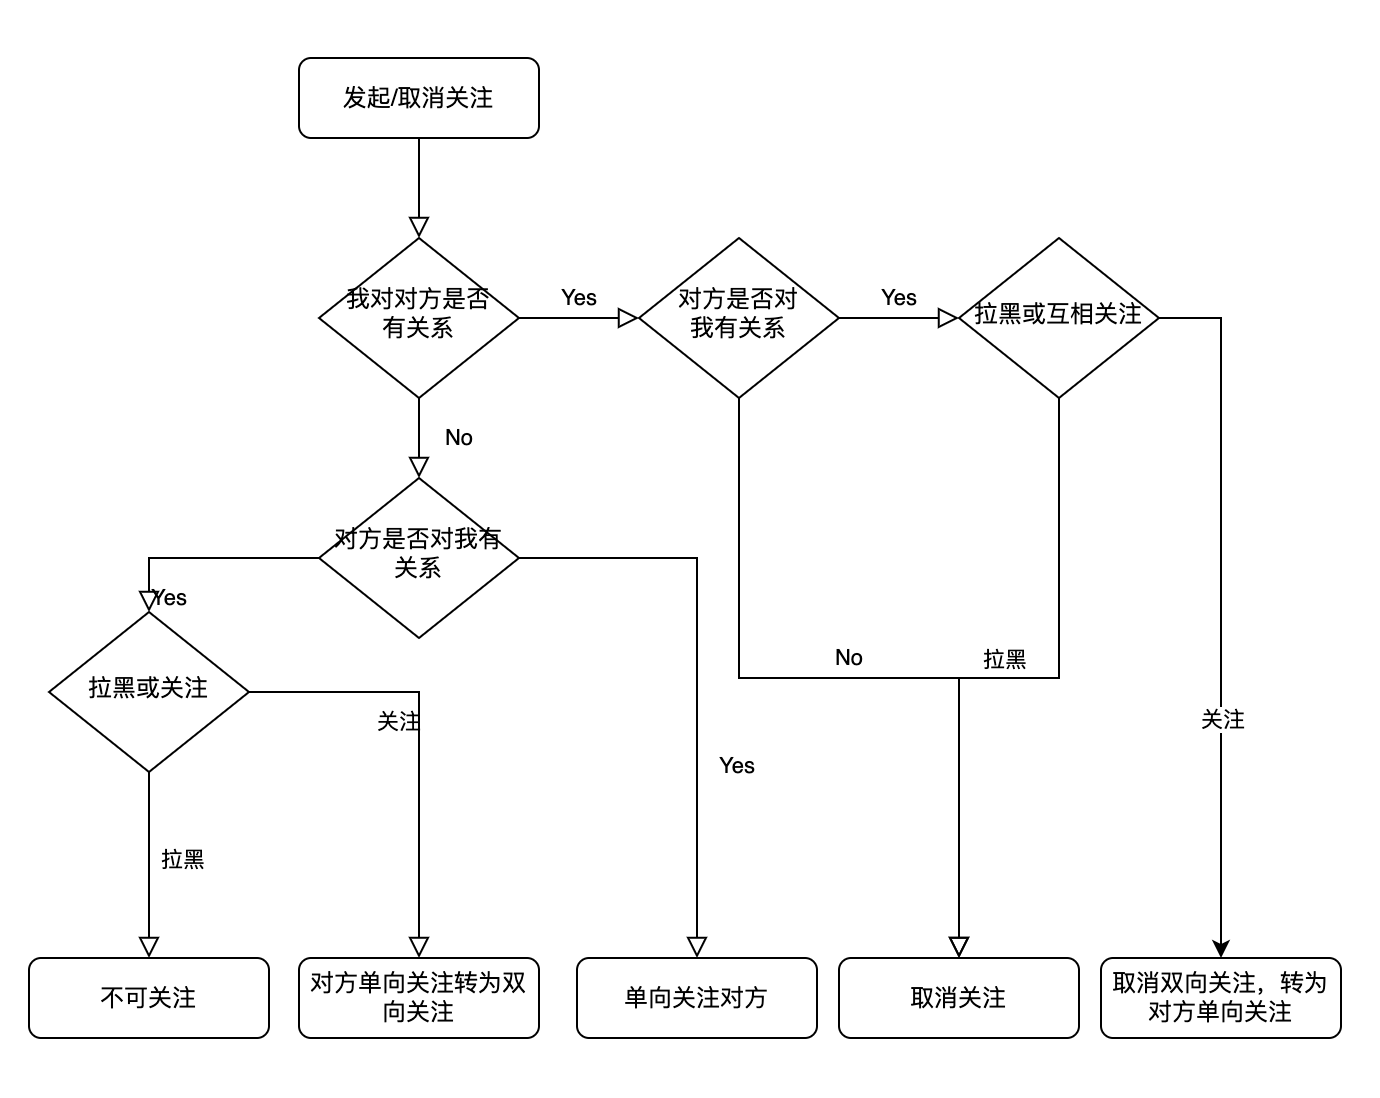 发起/取消关注
我对对方是否
有关系
Yes
对方是否对
我有关系
Yes
拉黑或互相关注
No
对方是否对我有
关系
Yes
拉黑或关注
关注
No
拉黑
关注
Yes
拉黑
不可关注
对方单向关注转为双
向关注
单向关注对方
取消关注
取消双向关注，转为
对方单向关注